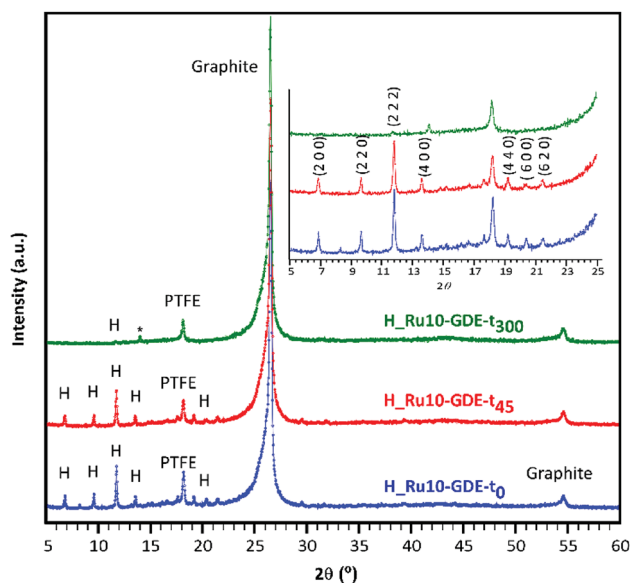 Graphite
(2 0 0)
(2 2 0)
(2 2 2)
(4 0 0)
(4 4 0)
(6 0 0)
(6 2 0)
5 7 9 11 13 15 17 19 21 23 25
2θ
Intensity (a.u.)
H * PTFE
H_Ru10-GDE-t300
H H H H PTFE H
H_Ru10-GDE-t45
H H H H PTFE H
H_Ru10-GDE-t0
Graphite
5 10 15 20 25 30 35 40 45 50 55 60
2θ (º)